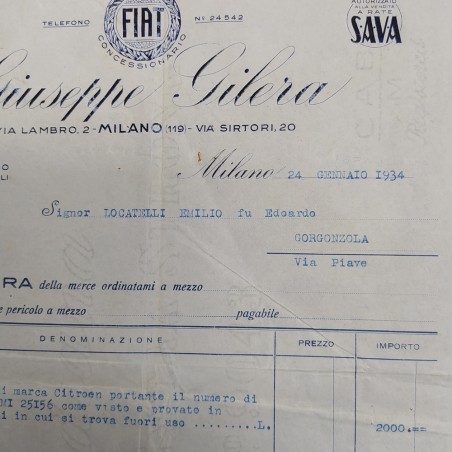 TELEFONO
FIAT
CONCESSIONARIO
Nº 24542
AUTORIZZATO
ALLA VENDITA
A RATE
SAVA
Giuseppe Gilera
VIA LAMBRO, 2 - MILANO (119) - VIA SIRTORI, 20
Milano 24 GENNAIO 1934
Signor LOCATELLI EMILIO fu Edoardo
GORGONZOLA
Via Piave
RA della merce ordinatami a mezzo
e pericolo a mezzo pagabile
DENOMINAZIONE PREZZO IMPORTO
i marca Citroen portante il numero di
MI 25156 come visto e provato in
i in cui si trova fuori uso .........L. 2000.==